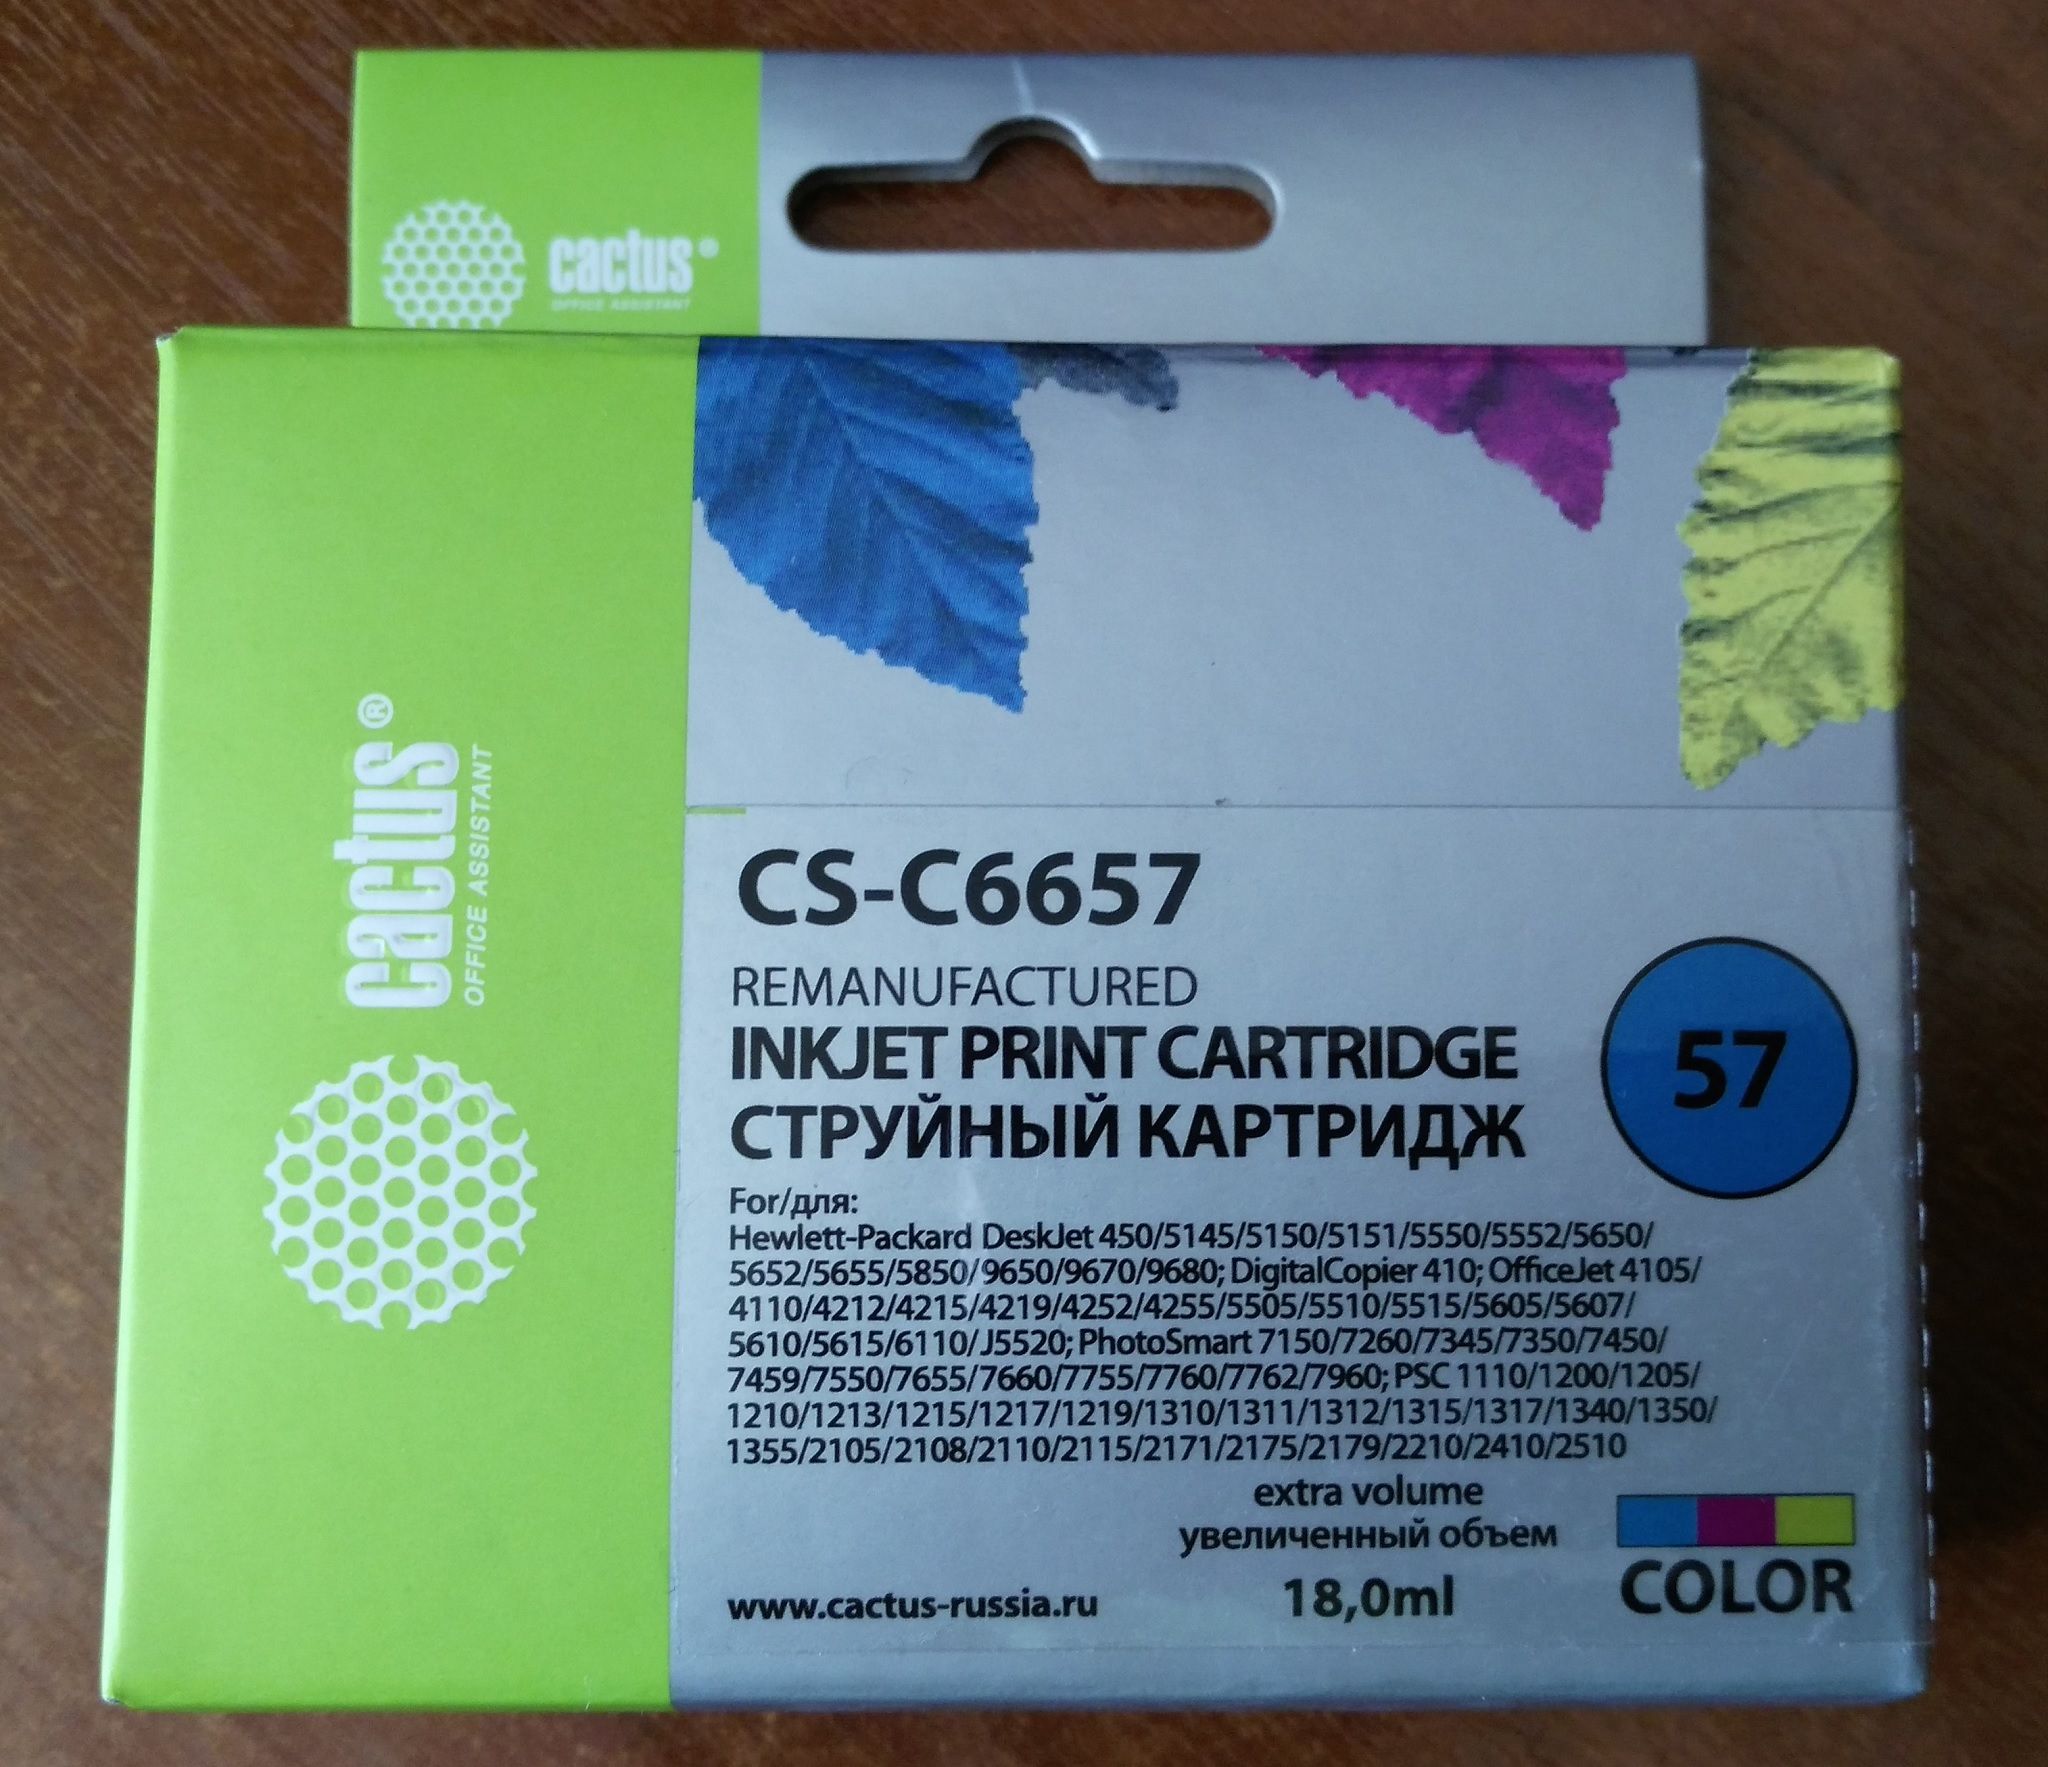 cactus®
OFFICE ASSISTANT
cactus®
OFFICE ASSISTANT
CS-C6657
REMANUFACTURED
INKJET PRINT CARTRIDGE
СТРУЙНЫЙ КАРТРИДЖ
57
For/для:
Hewlett-Packard DeskJet 450/5145/5150/5151/5550/5552/5650/
5652/5655/5850/9650/9670/9680; DigitalCopier 410; OfficeJet 4105/
4110/4212/4215/4219/4252/4255/5505/5510/5515/5605/5607/
5610/5615/6110/J5520; PhotoSmart 7150/7260/7345/7350/7450/
7459/7550/7655/7660/7755/7760/7762/7960; PSC 1110/1200/1205/
1210/1213/1215/1217/1219/1310/1311/1312/1315/1317/1340/1350/
1355/2105/2108/2110/2115/2171/2175/2179/2210/2410/2510
extra volume
увеличенный объем
18,0ml
COLOR
www.cactus-russia.ru